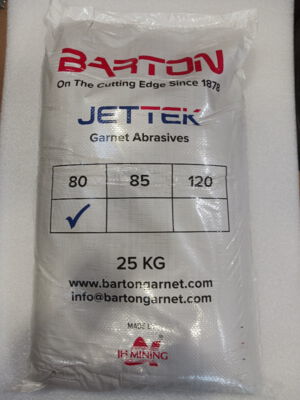 BARTON
On The Cutting Edge Since 1878
JETTEK
Garnet Abrasives
80 85 120
✓
25 KG
www.bartongarnet.com
info@bartongarnet.com
MADE
MINING